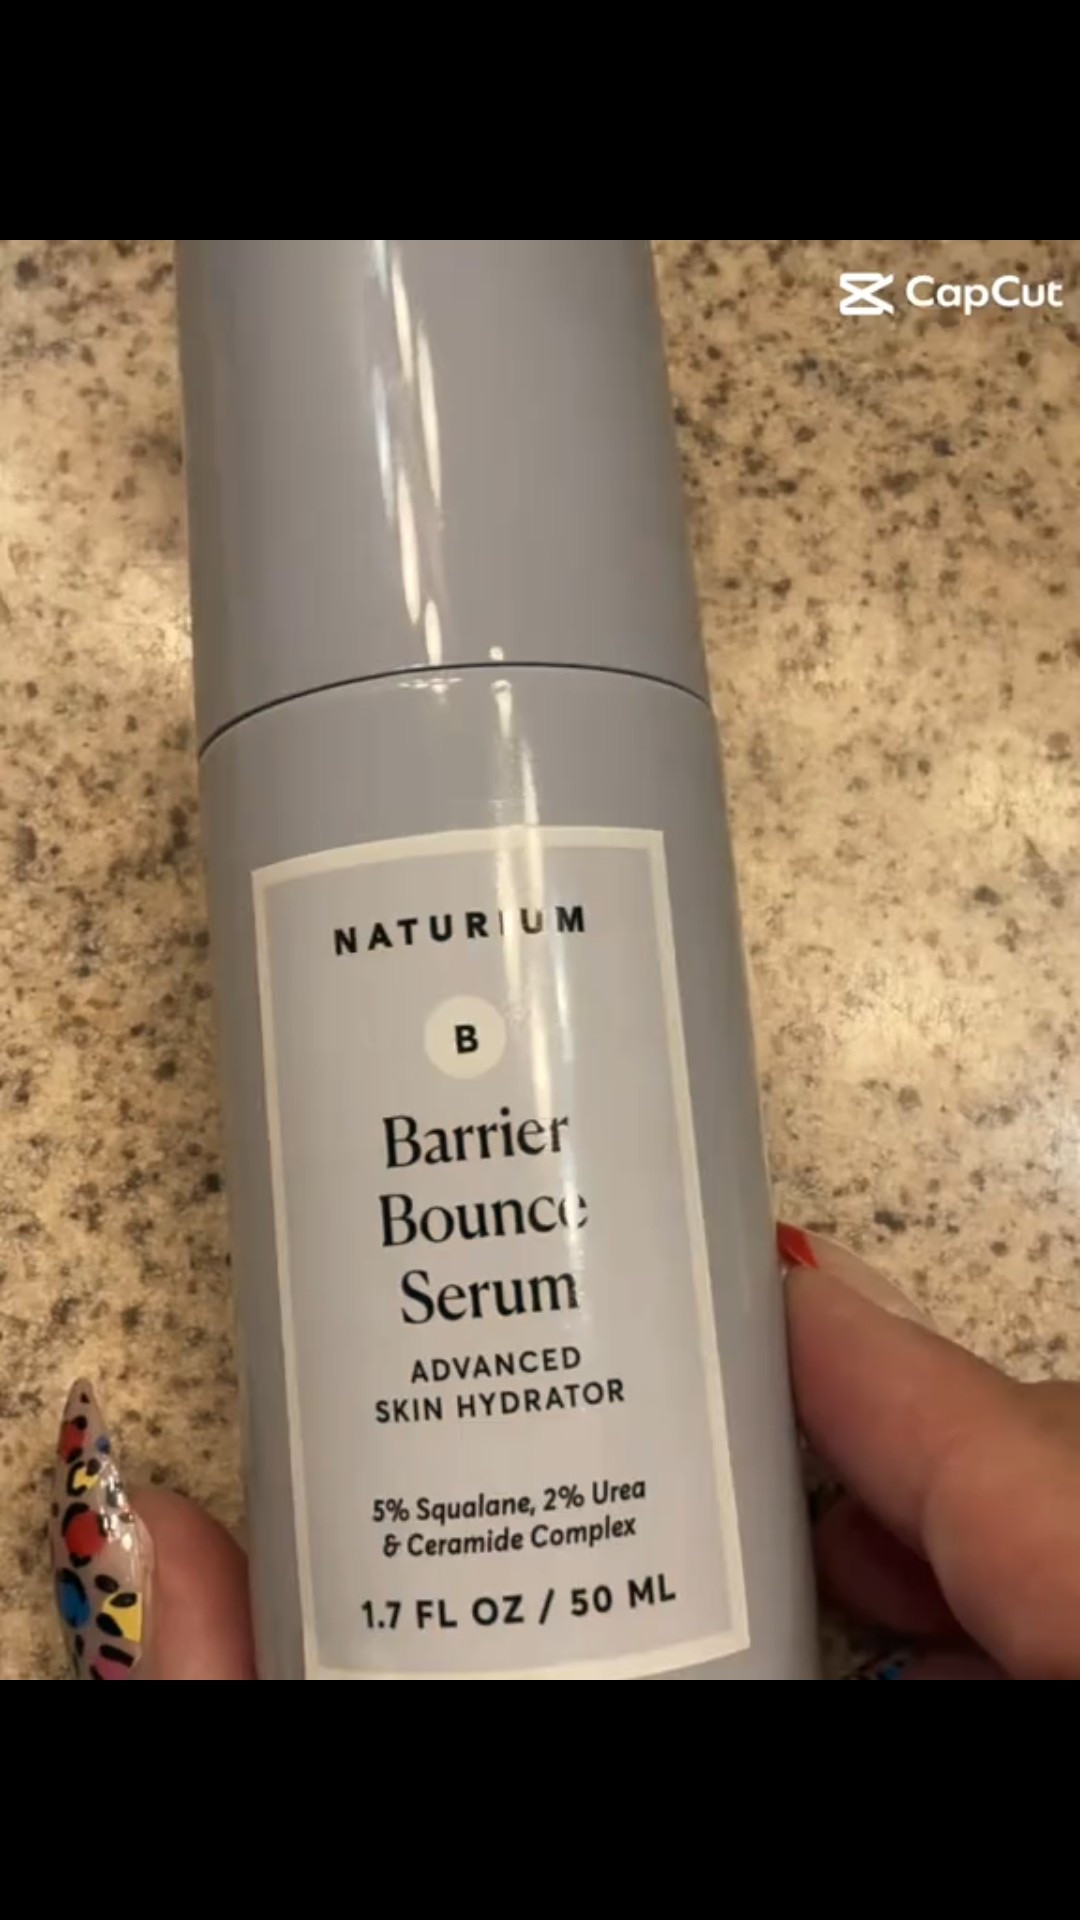 CapCut
NATURIUM
B
Barrier
Bounce
Serum
ADVANCED
SKIN HYDRATOR
5% Squalane, 2% Urea
& Ceramide Complex
1.7 FL OZ / 50 ML